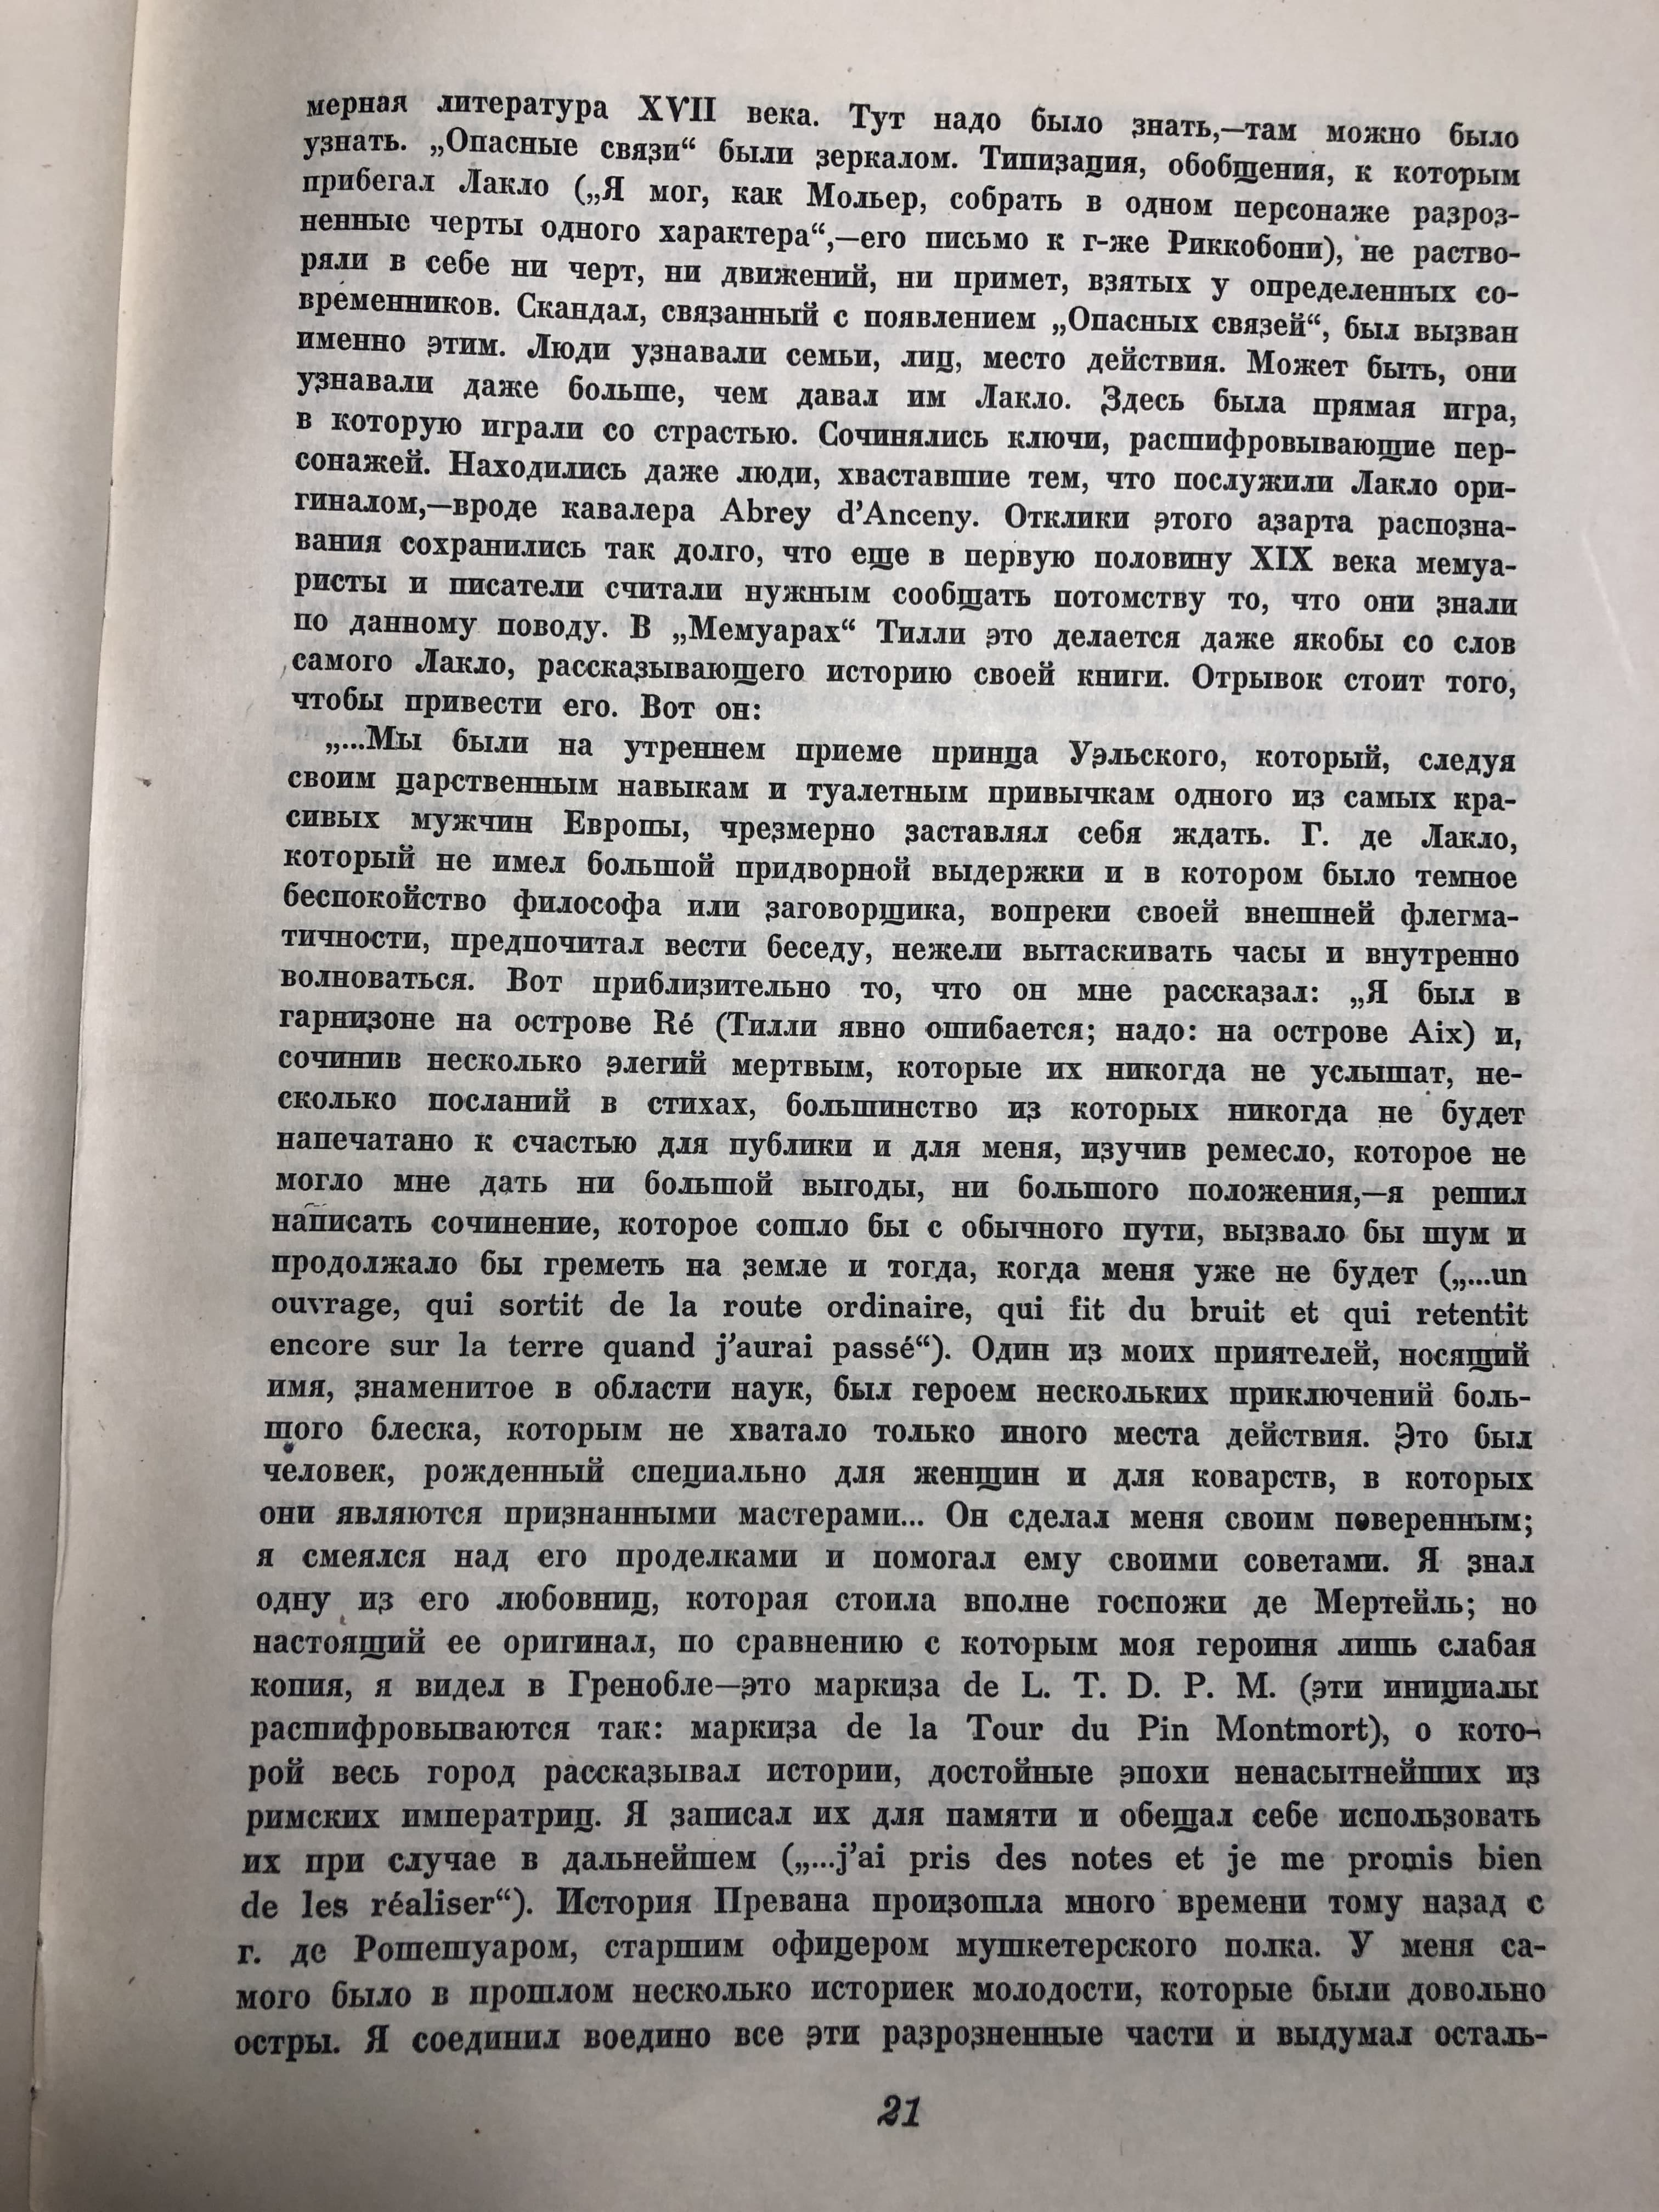 мерная литература XVII века. Тут надо было знать,—там можно было
узнать. „Опасные связи“ были зеркалом. Типизация, обобщения, к которым
прибегал Лакло („Я мог, как Мольер, собрать в одном персонаже разроз-
ненные черты одного характера“,—его письмо к г-же Риккобони), не раство-
ряли в себе ни черт, ни движений, ни примет, взятых у определенных со-
временников. Скандал, связанный с появлением „Опасных связей“, был вызван
именно этим. Люди узнавали семьи, лиц, место действия. Может быть, они
узнавали даже больше, чем давал им Лакло. Здесь была прямая игра,
в которую играли со страстью. Сочинялись ключи, расшифровывающие пер-
сонажей. Находились даже люди, хваставшие тем, что послужили Лакло ори-
гиналом,—вроде кавалера Abrey d’Anceny. Отклики этого азарта распозна-
вания сохранились так долго, что еще в первую половину XIX века мемуа-
ристы и писатели считали нужным сообщать потомству то, что они знали
по данному поводу. В „Мемуарах“ Тилли это делается даже якобы со слов
самого Лакло, рассказывающего историю своей книги. Отрывок стоит того,
чтобы привести его. Вот он:
„...Мы были на утреннем приеме принца Уэльского, который, следуя
своим царственным навыкам и туалетным привычкам одного из самых кра-
сивых мужчин Европы, чрезмерно заставлял себя ждать. Г. де Лакло,
который не имел большой придворной выдержки и в котором было темное
беспокойство философа или заговорщика, вопреки своей внешней флегма-
тичности, предпочитал вести беседу, нежели вытаскивать часы и внутренно
волноваться. Вот приблизительно то, что он мне рассказал: „Я был в
гарнизоне на острове Ré (Тилли явно ошибается; надо: на острове Aix) и,
сочинив несколько элегий мертвым, которые их никогда не услышат, не-
сколько посланий в стихах, большинство из которых никогда не будет
напечатано к счастью для публики и для меня, изучив ремесло, которое не
могло мне дать ни большой выгоды, ни большого положения,—я решил
написать сочинение, которое сошло бы с обычного пути, вызвало бы шум и
продолжало бы греметь на земле и тогда, когда меня уже не будет („...un
ouvrage, qui sortit de la route ordinaire, qui fit du bruit et qui retentit
encore sur la terre quand j’aurai passé“). Один из моих приятелей, носящий
имя, знаменитое в области наук, был героем нескольких приключений боль-
шого блеска, которым не хватало только иного места действия. Это был
человек, рожденный специально для женщин и для коварств, в которых
они являются признанными мастерами... Он сделал меня своим поверенным;
я смеялся над его проделками и помогал ему своими советами. Я знал
одну из его любовниц, которая стоила вполне госпожи де Мертейль; но
настоящий ее оригинал, по сравнению с которым моя героиня лишь слабая
копия, я видел в Гренобле—это маркиза de L. T. D. P. M. (эти инициалы
расшифровываются так: маркиза de la Tour du Pin Montmort), о кото-
рой весь город рассказывал истории, достойные эпохи ненасытнейших из
римских императриц. Я записал их для памяти и обещал себе использовать
их при случае в дальнейшем („...j’ai pris des notes et je me promis bien
de les réaliser“). История Превана произошла много времени тому назад с
г. де Рошешуаром, старшим офицером мушкетерского полка. У меня са-
мого было в прошлом несколько историек молодости, которые были довольно
остры. Я соединил воедино все эти разрозненные части и выдумал осталь-
21